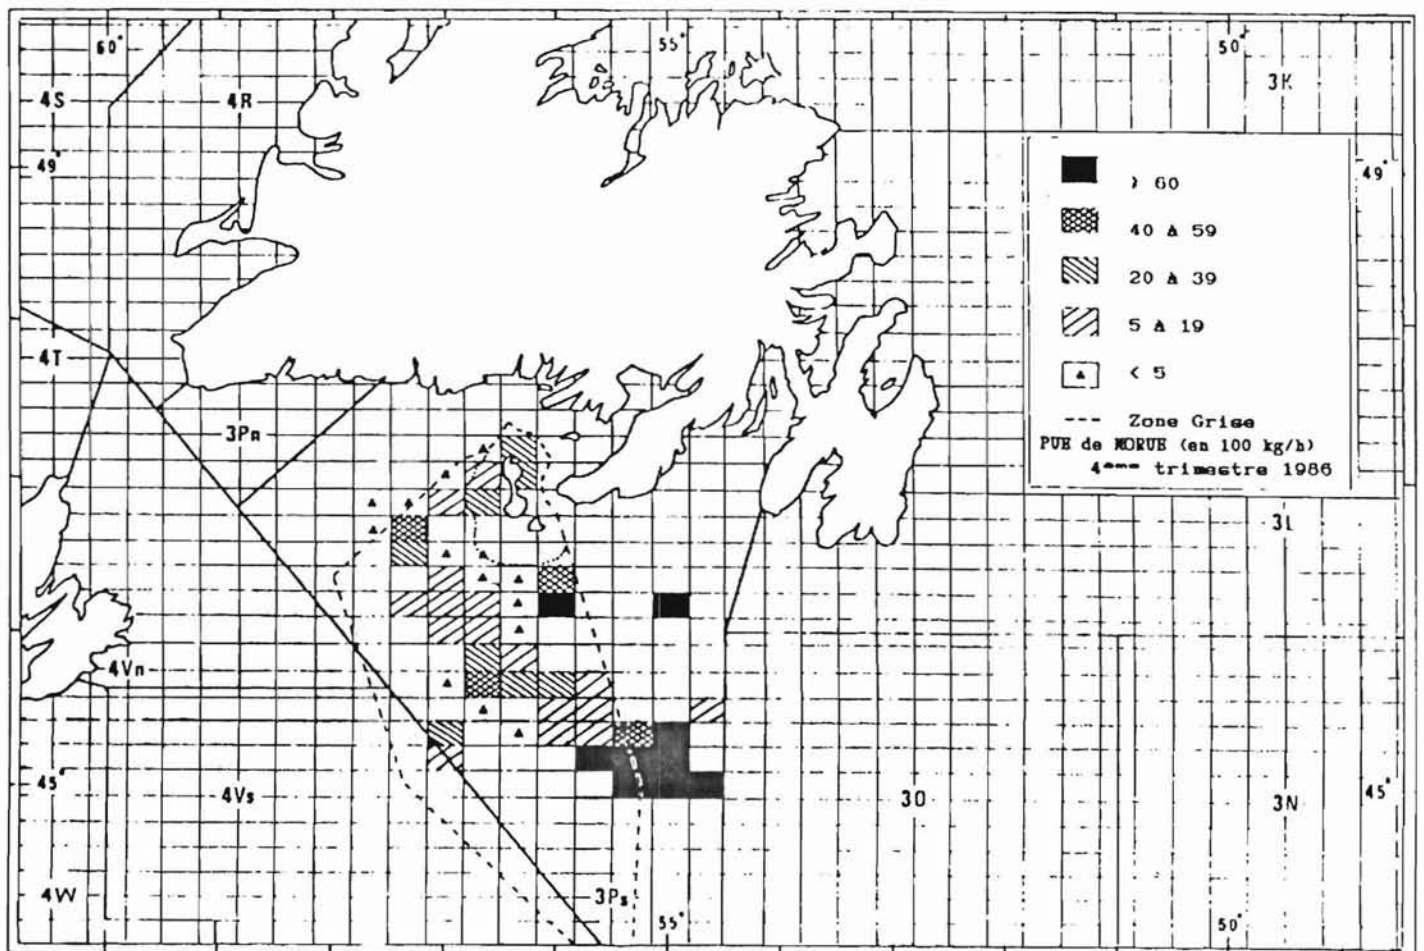 60°
55°
50°
4S
4R
3K
49°
49°
> 60
40 à 59
20 à 39
5 à 19
< 5
--- Zone Grise
PUE de MORUE (en 100 kg/h)
4ème trimestre 1986
4T
3Pn
3L
4Vn
45°
4Vs
3O
3N
45°
4W
3Ps
55°
50°